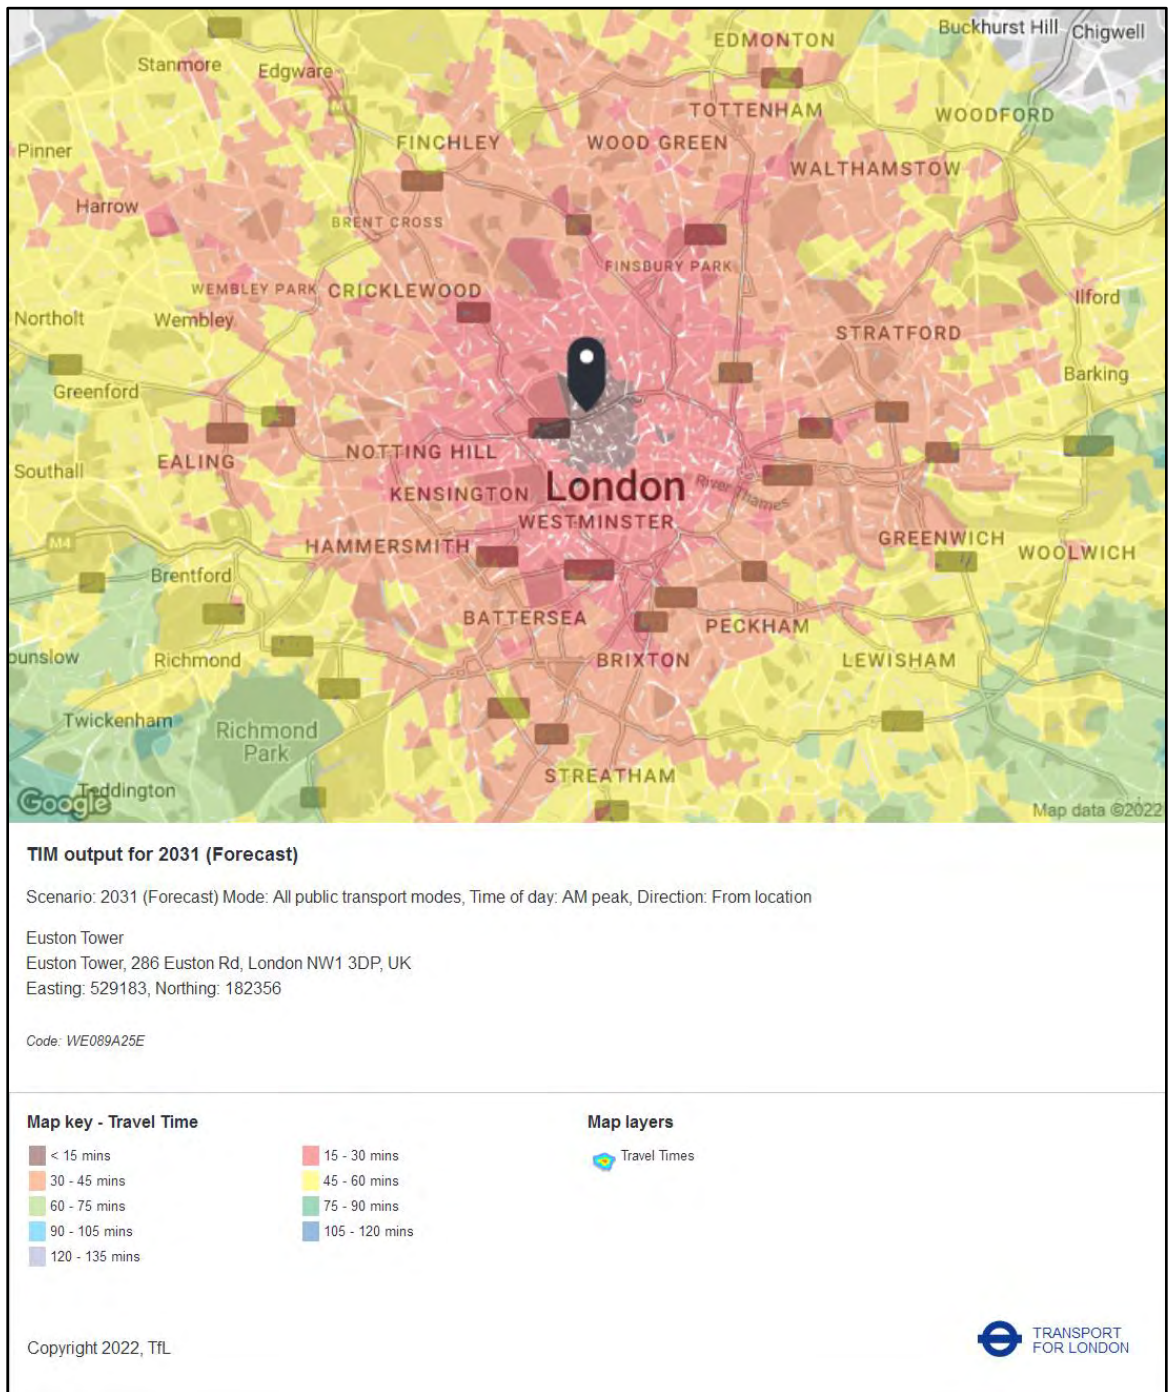 Buckhurst Hill
Chigwell
EDMONTON
Stanmore
Edgware
M1
TOTTENHAM
WOODFORD
FINCHLEY
WOOD GREEN
Pinner
WALTHAMSTOW
Harrow
BRENT CROSS
FINSBURY PARK
WEMBLEY PARK
CRICKLEWOOD
Ilford
Northolt
Wembley
STRATFORD
Greenford
Barking
NOTTING HILL
EALING
Southall
KENSINGTON
London
River Thames
WESTMINSTER
M4
HAMMERSMITH
GREENWICH
WOOLWICH
Brentford
BATTERSEA
PECKHAM
ounslow
Richmond
BRIXTON
LEWISHAM
Twickenham
Richmond
Park
STREATHAM
Teddington
Google
Map data ©2022
TIM output for 2031 (Forecast)
Scenario: 2031 (Forecast) Mode: All public transport modes, Time of day: AM peak, Direction: From location
Euston Tower
Euston Tower, 286 Euston Rd, London NW1 3DP, UK
Easting: 529183, Northing: 182356
Code: WE089A25E
Map key - Travel Time
< 15 mins
15 - 30 mins
30 - 45 mins
45 - 60 mins
60 - 75 mins
75 - 90 mins
90 - 105 mins
105 - 120 mins
120 - 135 mins
Map layers
Travel Times
Copyright 2022, TfL
TRANSPORT
FOR LONDON